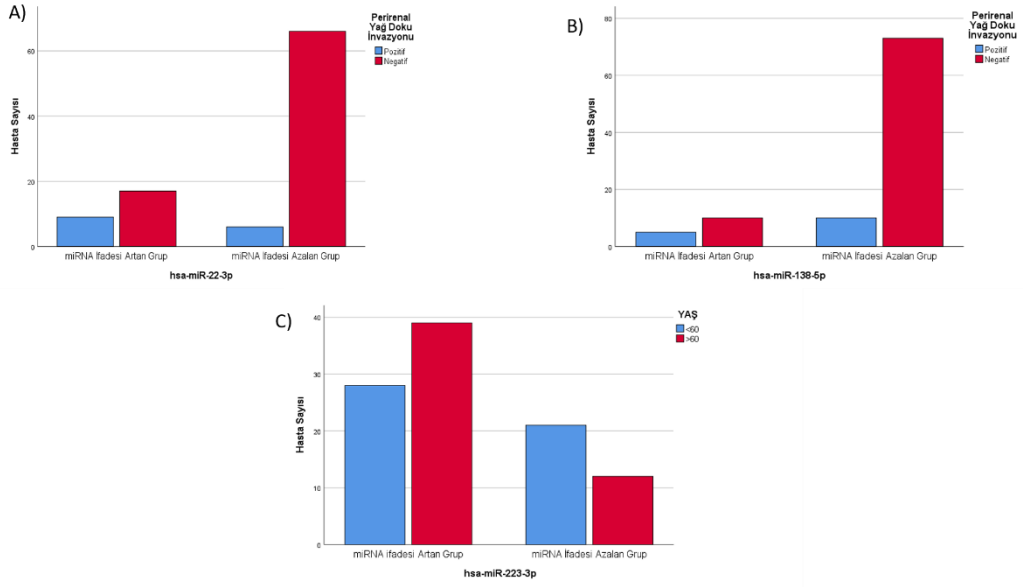 A)
Perirenal
Yağ Doku
İnvazyonu
Pozitif
Negatif
Hasta Sayısı
60
40
20
0
miRNA İfadesi Artan Grup
miRNA İfadesi Azalan Grup
hsa-miR-22-3p
B)
Perirenal
Yağ Doku
İnvazyonu
Pozitif
Negatif
Hasta Sayısı
80
60
40
20
0
miRNA İfadesi Artan Grup
miRNA İfadesi Azalan Grup
hsa-miR-138-5p
C)
YAŞ
<60
>60
Hasta Sayısı
40
30
20
10
0
miRNA ifadesi Artan Grup
miRNA İfadesi Azalan Grup
hsa-miR-223-3p